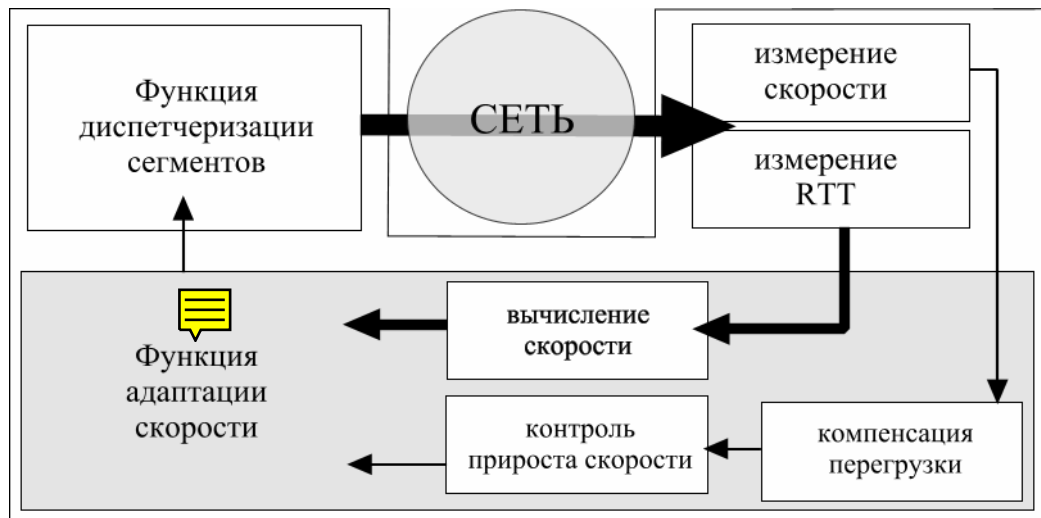 Функция
диспетчеризации
сегментов
СЕТЬ
измерение
скорости
измерение
RTT
Функция
адаптации
скорости
вычисление
скорости
контроль
прироста скорости
компенсация
перегрузки